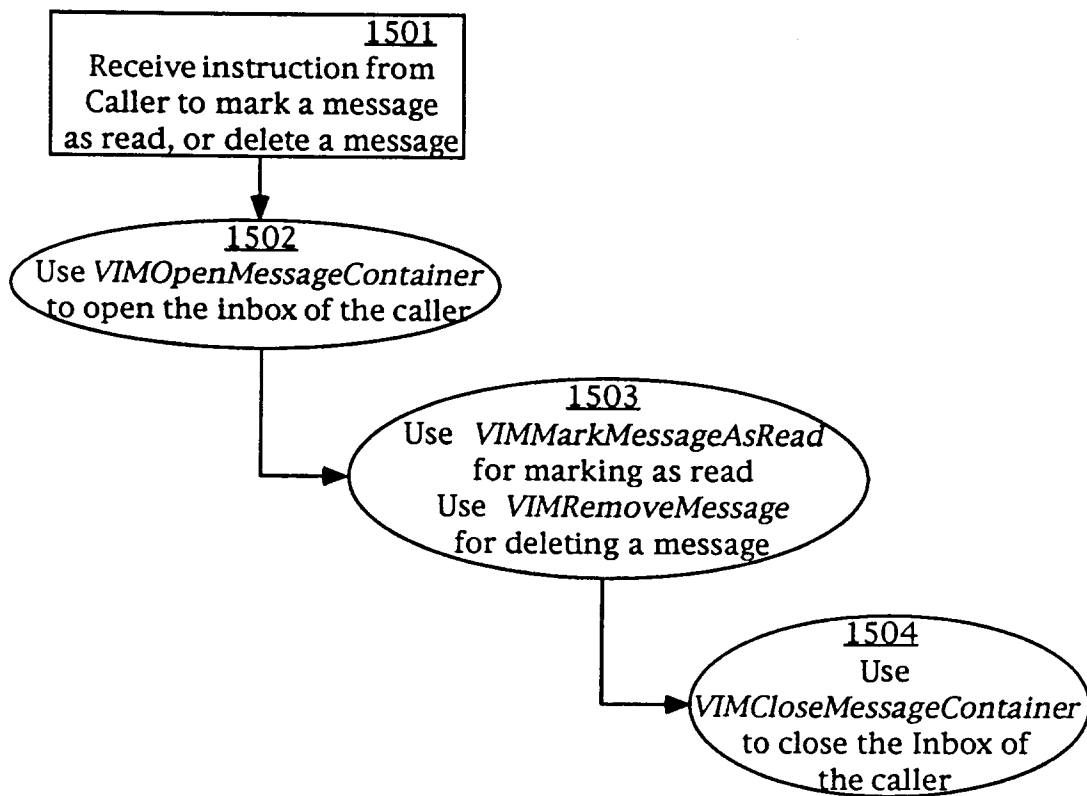 1501
Receive instruction from
Caller to mark a message
as read, or delete a message
1502
Use VIMOpenMessageContainer
to open the inbox of the caller
1503
Use VIMMarkMessageAsRead
for marking as read
Use VIMRemoveMessage
for deleting a message
1504
Use
VIMCloseMessageContainer
to close the Inbox of
the caller